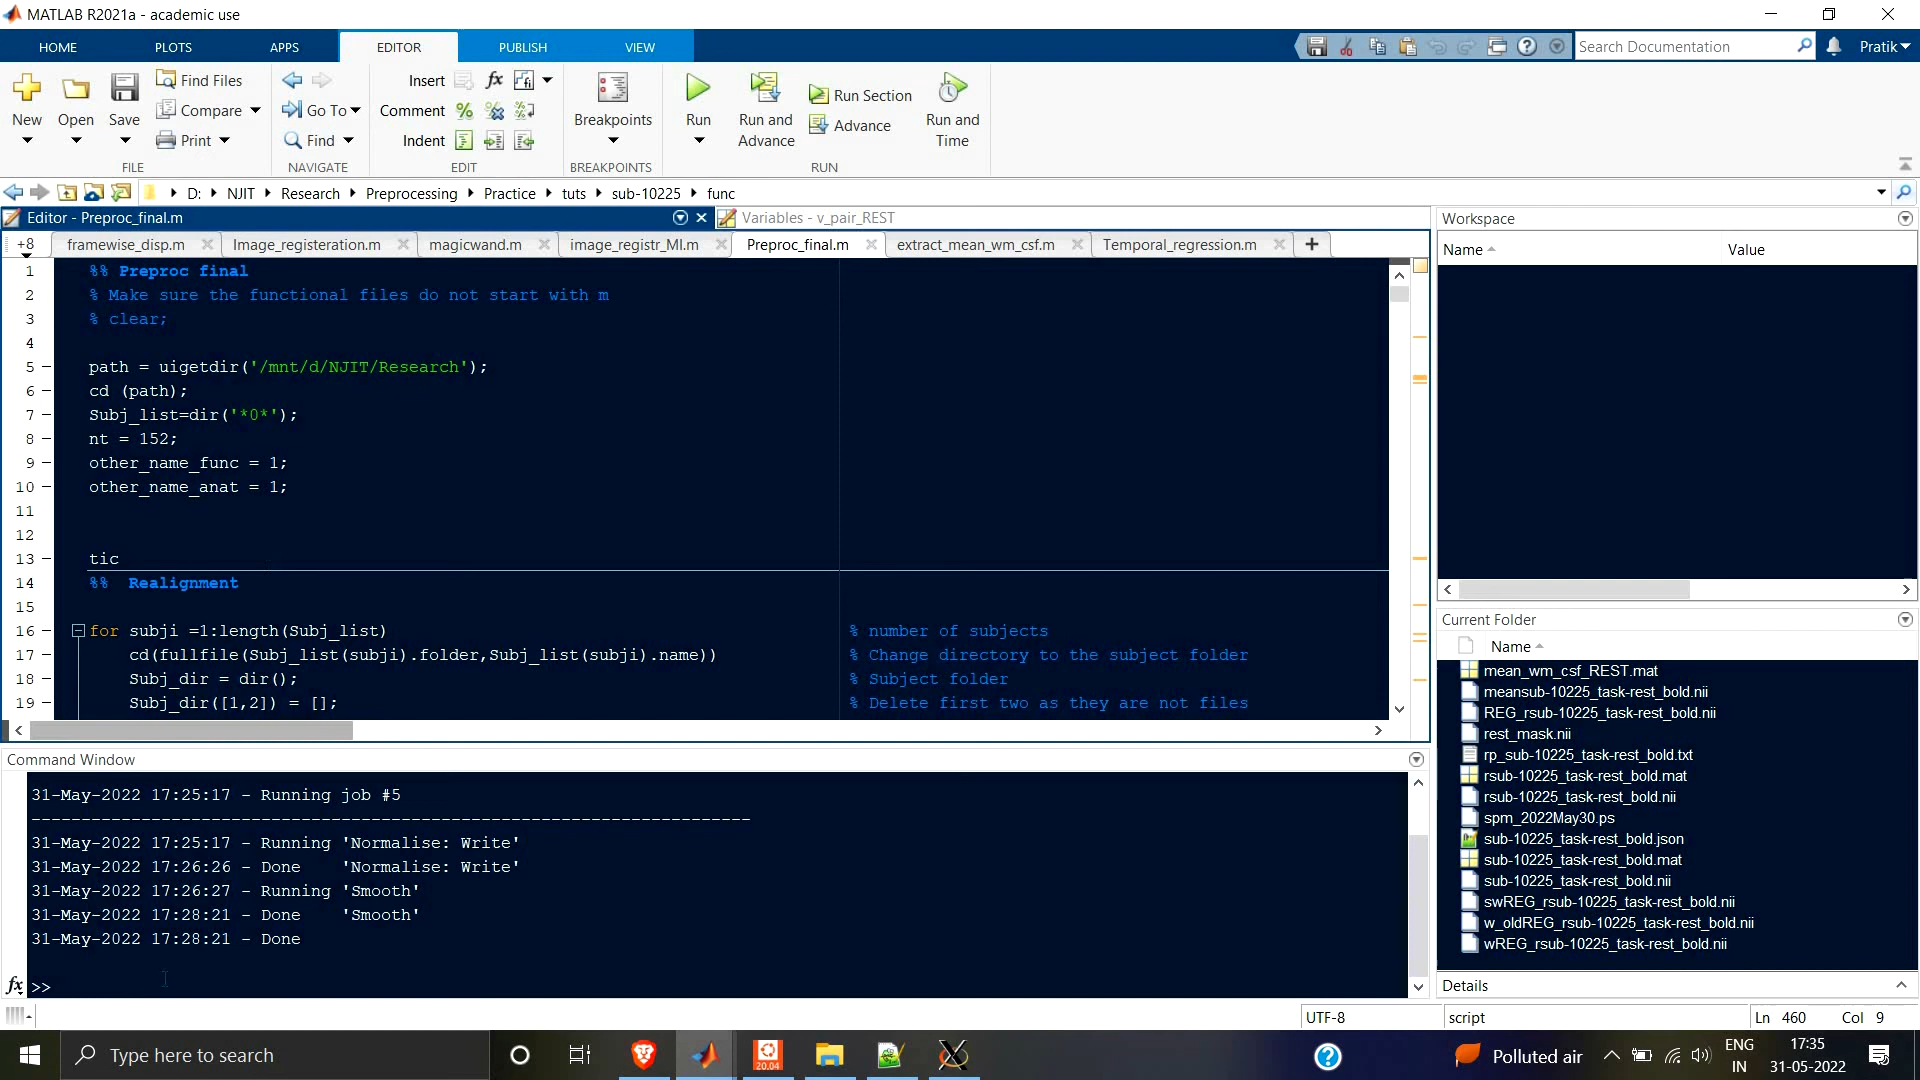 MATLAB R2021a - academic use
HOME PLOTS APPS EDITOR PUBLISH VIEW
Search Documentation
Pratik
New
Open
Save
Find Files
Compare
Print
FILE
Go To
Find
NAVIGATE
Insert
Comment
Indent
EDIT
Breakpoints
BREAKPOINTS
Run
Run and Advance
Run Section
Advance
Run and Time
RUN
D: NJIT Research Preprocessing Practice tuts sub-10225 func
Editor - Preproc_final.m
Variables - v_pair_REST
+8 framewise_disp.m Image_registeration.m magicwand.m image_registr_MI.m Preproc_final.m extract_mean_wm_csf.m Temporal_regression.m +
1 %% Preproc final
2 % Make sure the functional files do not start with m
3 % clear;
4
5 – path = uigetdir('/mnt/d/NJIT/Research');
6 – cd (path);
7 – Subj_list=dir('*0*');
8 – nt = 152;
9 – other_name_func = 1;
10 – other_name_anat = 1;
11
12
13 – tic
14 %% Realignment
15
16 – for subji =1:length(Subj_list) % number of subjects
17 – cd(fullfile(Subj_list(subji).folder,Subj_list(subji).name)) % Change directory to the subject folder
18 – Subj_dir = dir(); % Subject folder
19 – Subj_dir([1,2]) = []; % Delete first two as they are not files
Command Window
31-May-2022 17:25:17 - Running job #5
------------------------------------------------------------------------
31-May-2022 17:25:17 - Running 'Normalise: Write'
31-May-2022 17:26:26 - Done 'Normalise: Write'
31-May-2022 17:26:27 - Running 'Smooth'
31-May-2022 17:28:21 - Done 'Smooth'
31-May-2022 17:28:21 - Done
fx >>
Workspace
Name Value
Current Folder
Name
mean_wm_csf_REST.mat
meansub-10225_task-rest_bold.nii
REG_rsub-10225_task-rest_bold.nii
rest_mask.nii
rp_sub-10225_task-rest_bold.txt
rsub-10225_task-rest_bold.mat
rsub-10225_task-rest_bold.nii
spm_2022May30.ps
sub-10225_task-rest_bold.json
sub-10225_task-rest_bold.mat
sub-10225_task-rest_bold.nii
swREG_rsub-10225_task-rest_bold.nii
w_oldREG_rsub-10225_task-rest_bold.nii
wREG_rsub-10225_task-rest_bold.nii
Details
UTF-8 script Ln 460 Col 9
Type here to search
20.04
Polluted air
ENG
IN
17:35
31-05-2022